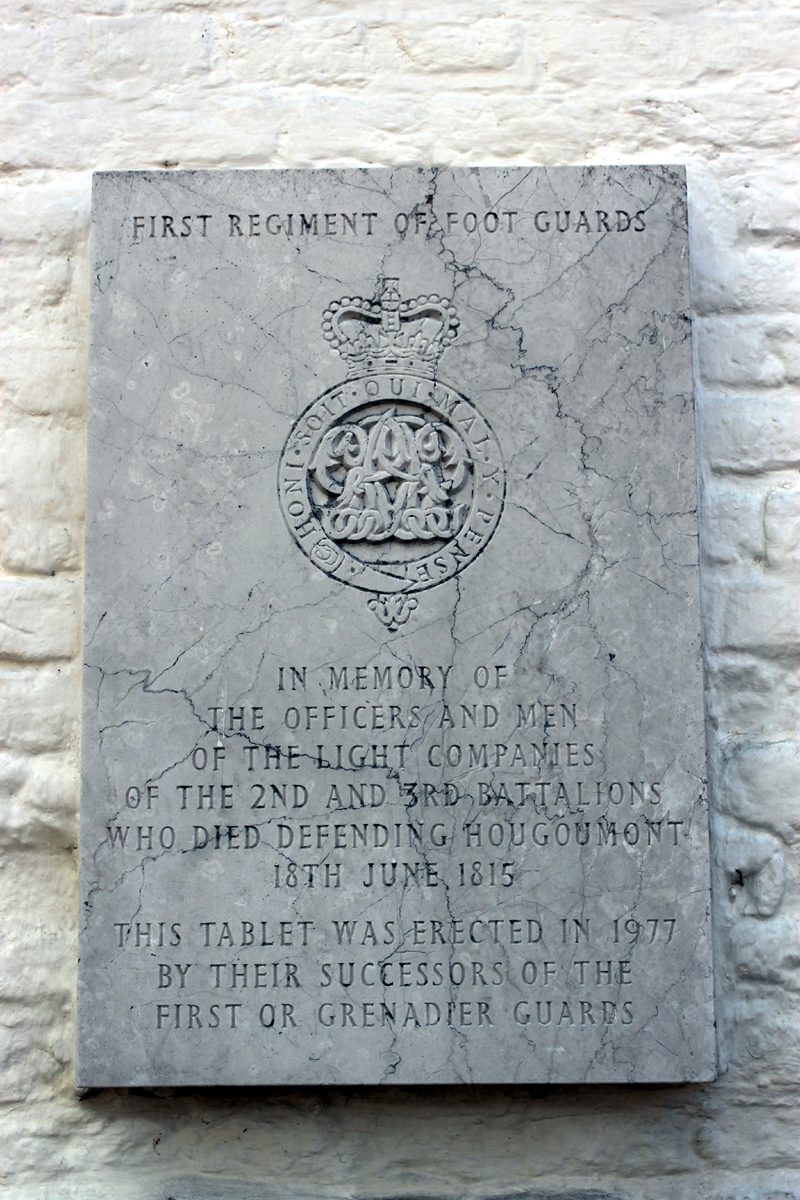 FIRST REGIMENT OF FOOT GUARDS
HONI · SOIT · QUI · MAL · Y · PENSE
IN MEMORY OF
THE OFFICERS AND MEN
OF THE LIGHT COMPANIES
OF THE 2ND AND 3RD BATTALIONS
WHO DIED DEFENDING HOUGOUMONT
18TH JUNE 1815
THIS TABLET WAS ERECTED IN 1977
BY THEIR SUCCESSORS OF THE
FIRST OR GRENADIER GUARDS